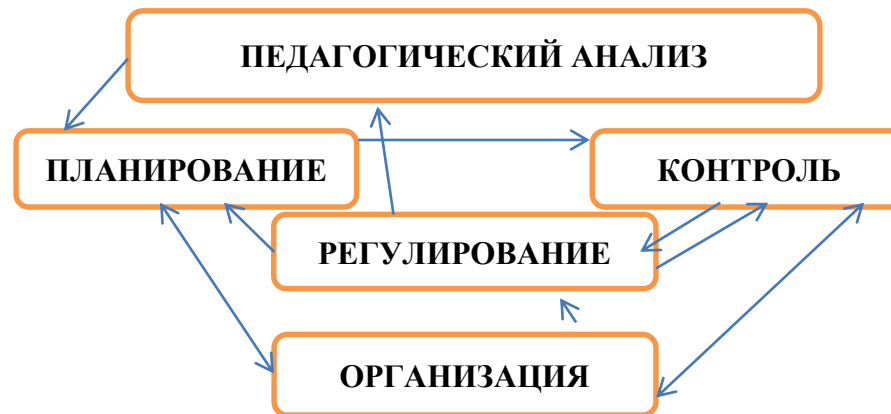 ПЕДАГОГИЧЕСКИЙ АНАЛИЗ
ПЛАНИРОВАНИЕ
КОНТРОЛЬ
РЕГУЛИРОВАНИЕ
ОРГАНИЗАЦИЯ